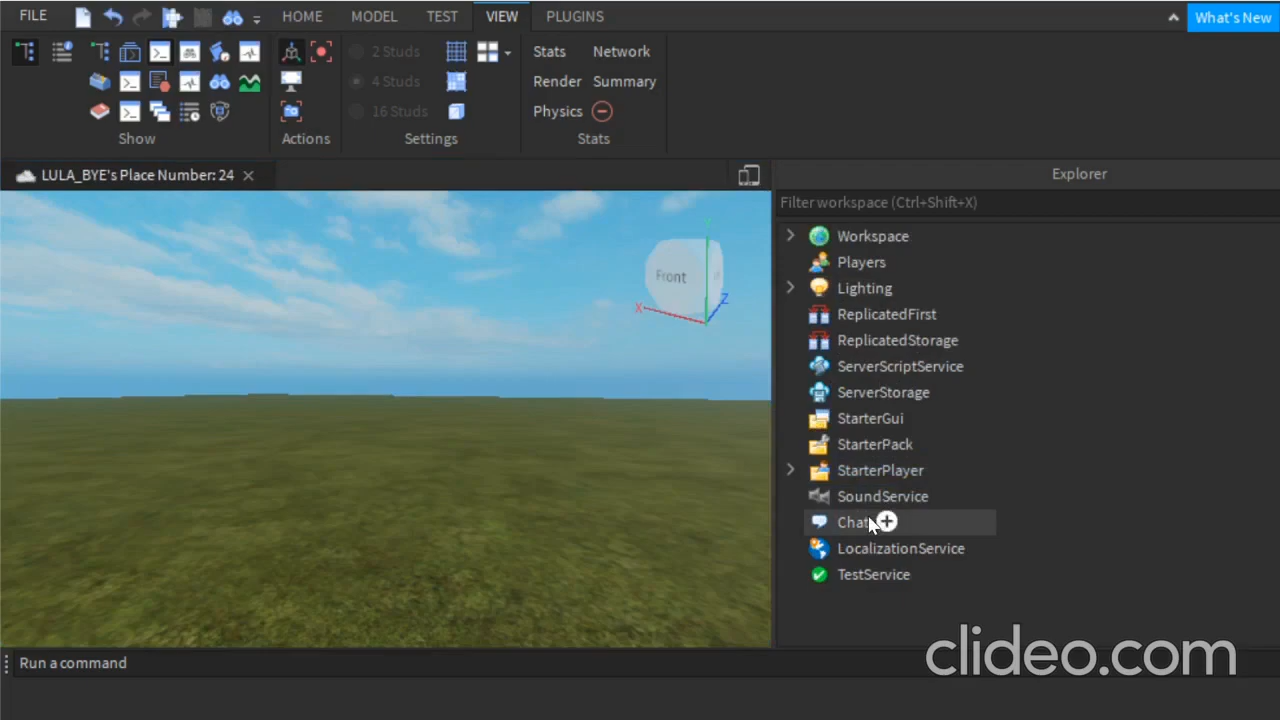 FILE
HOME
MODEL
TEST
VIEW
PLUGINS
What's New
2 Studs
4 Studs
16 Studs
Stats
Network
Render
Summary
Physics
Show
Actions
Settings
Stats
LULA_BYE's Place Number: 24
Explorer
Filter workspace (Ctrl+Shift+X)
Workspace
Players
Lighting
ReplicatedFirst
ReplicatedStorage
ServerScriptService
ServerStorage
StarterGui
StarterPack
StarterPlayer
SoundService
Chat
LocalizationService
TestService
Front
X
Y
Z
Run a command
clideo.com